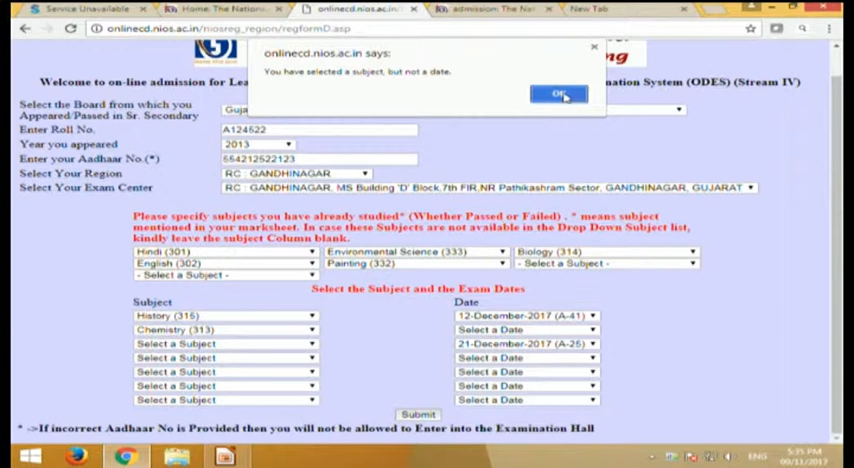 Service Unavailable
Home: The Nationa
onlinecd.nios.ac.in/
admission: The Na
New Tab
onlinecd.nios.ac.in/niosreg_region/regformD.asp
onlinecd.nios.ac.in says:
You have selected a subject, but not a date.
OK
Welcome to on-line admission for Lea
nation System (ODES) (Stream IV)
Select the Board from which you Guja
Appeared/Passed in Sr. Secondary
Enter Roll No. A124522
Year you appeared 2013
Enter your Aadhaar No.(*) 554212522123
Select Your Region RC : GANDHINAGAR
Select Your Exam Center RC : GANDHINAGAR, MS Building 'D' Block,7th FlR,NR Pathikashram Sector, GANDHINAGAR, GUJARAT
Please specify subjects you have already studied* (Whether Passed or Failed) . * means subject
mentioned in your marksheet. In case these Subjects are not available in the Drop Down Subject list,
kindly leave the subject Column blank.
Hindi (301) Environmental Science (333) Biology (314)
English (302) Painting (332) - Select a Subject -
- Select a Subject -
Select the Subject and the Exam Dates
Subject Date
History (315) 12-December-2017 (A-41)
Chemistry (313) Select a Date
Select a Subject 21-December-2017 (A-25)
Select a Subject Select a Date
Select a Subject Select a Date
Select a Subject Select a Date
Select a Subject Select a Date
Submit
* ->If incorrect Aadhaar No is Provided then you will not be allowed to Enter into the Examination Hall
ENG
5:35 PM
09/11/2017